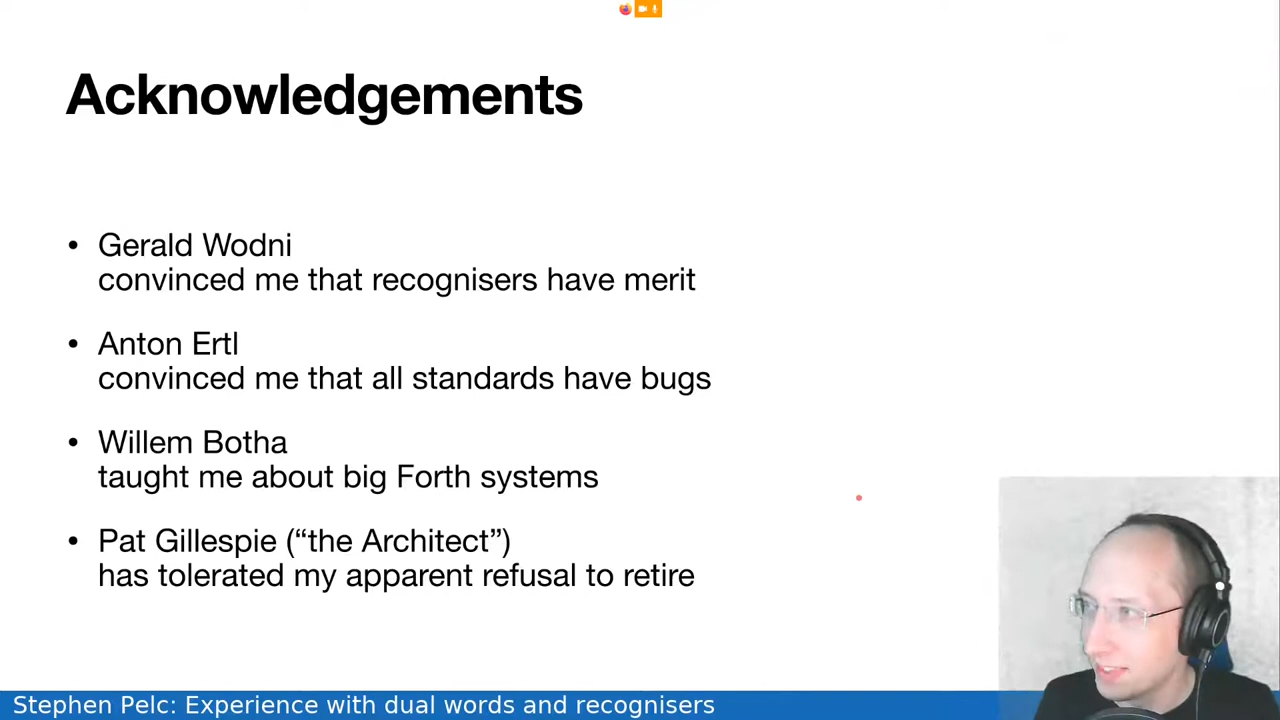 Acknowledgements
• Gerald Wodni
convinced me that recognisers have merit
• Anton Ertl
convinced me that all standards have bugs
• Willem Botha
taught me about big Forth systems
• Pat Gillespie (“the Architect”)
has tolerated my apparent refusal to retire
Stephen Pelc: Experience with dual words and recognisers